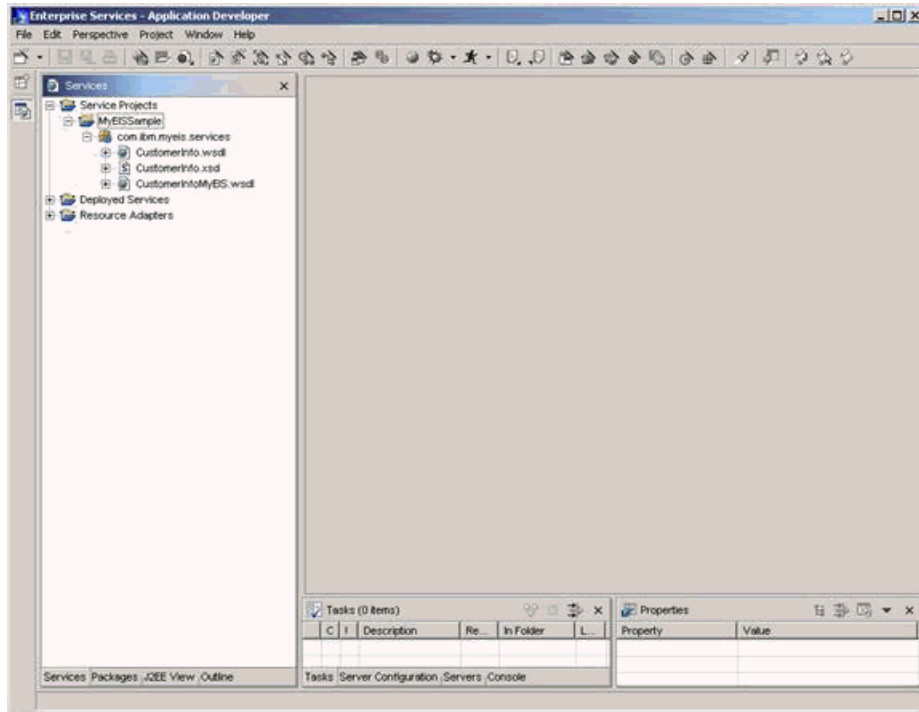 Enterprise Services - Application Developer
File Edit Perspective Project Window Help
Services
Service Projects
MyEISSample
com.ibm.myeis.services
CustomerInfo.wsdl
CustomerInfo.xsd
CustomerInfoMyEIS.wsdl
Deployed Services
Resource Adapters
Services Packages J2EE View Outline
Tasks (0 items)
C ! Description Re... In Folder L...
Tasks Server Configuration Servers Console
Properties
Property Value